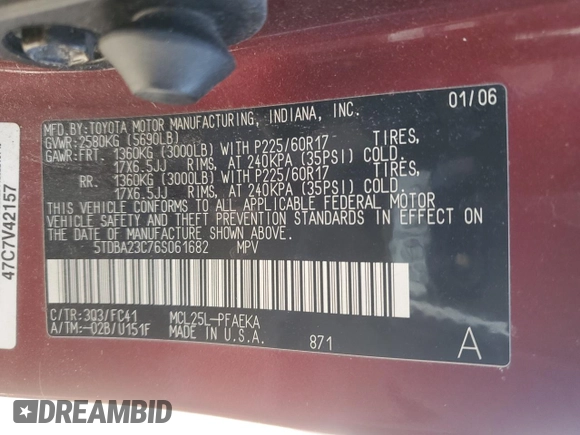 MFD.BY:TOYOTA MOTOR MANUFACTURING, INDIANA, INC. 01/06
GVWR:2580KG (5690LB)
GAWR:FRT. 1360KG (3000LB) WITH P225/60R17 TIRES,
17X6.5JJ RIMS, AT 240KPA (35PSI) COLD.
RR. 1360KG (3000LB) WITH P225/60R17 TIRES,
17X6.5JJ RIMS, AT 240KPA (35PSI) COLD.
THIS VEHICLE CONFORMS TO ALL APPLICABLE FEDERAL MOTOR
VEHICLE SAFETY AND THEFT PREVENTION STANDARDS IN EFFECT ON
THE DATE OF MANUFACTURE SHOWN ABOVE.
5TDBA23C76S061682 MPV
C/TR:3Q3/FC41 MCL25L-PFAEKA
A/TM:-02B/U151F MADE IN U.S.A. 871 A
47C7V42157
DREAMBID